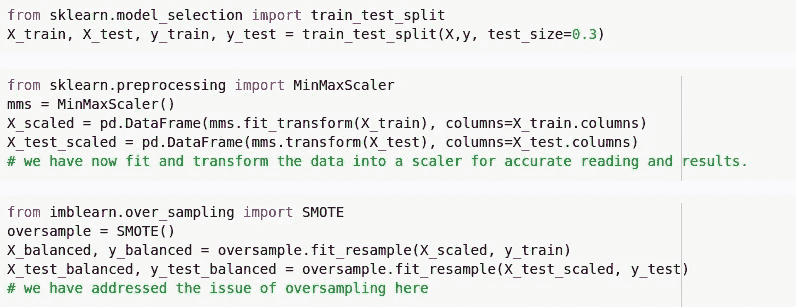 from sklearn.model_selection import train_test_split
X_train, X_test, y_train, y_test = train_test_split(X,y, test_size=0.3)
from sklearn.preprocessing import MinMaxScaler
mms = MinMaxScaler()
X_scaled = pd.DataFrame(mms.fit_transform(X_train), columns=X_train.columns)
X_test_scaled = pd.DataFrame(mms.transform(X_test), columns=X_test.columns)
# we have now fit and transform the data into a scaler for accurate reading and results.
from imblearn.over_sampling import SMOTE
oversample = SMOTE()
X_balanced, y_balanced = oversample.fit_resample(X_scaled, y_train)
X_test_balanced, y_test_balanced = oversample.fit_resample(X_test_scaled, y_test)
# we have addressed the issue of oversampling here